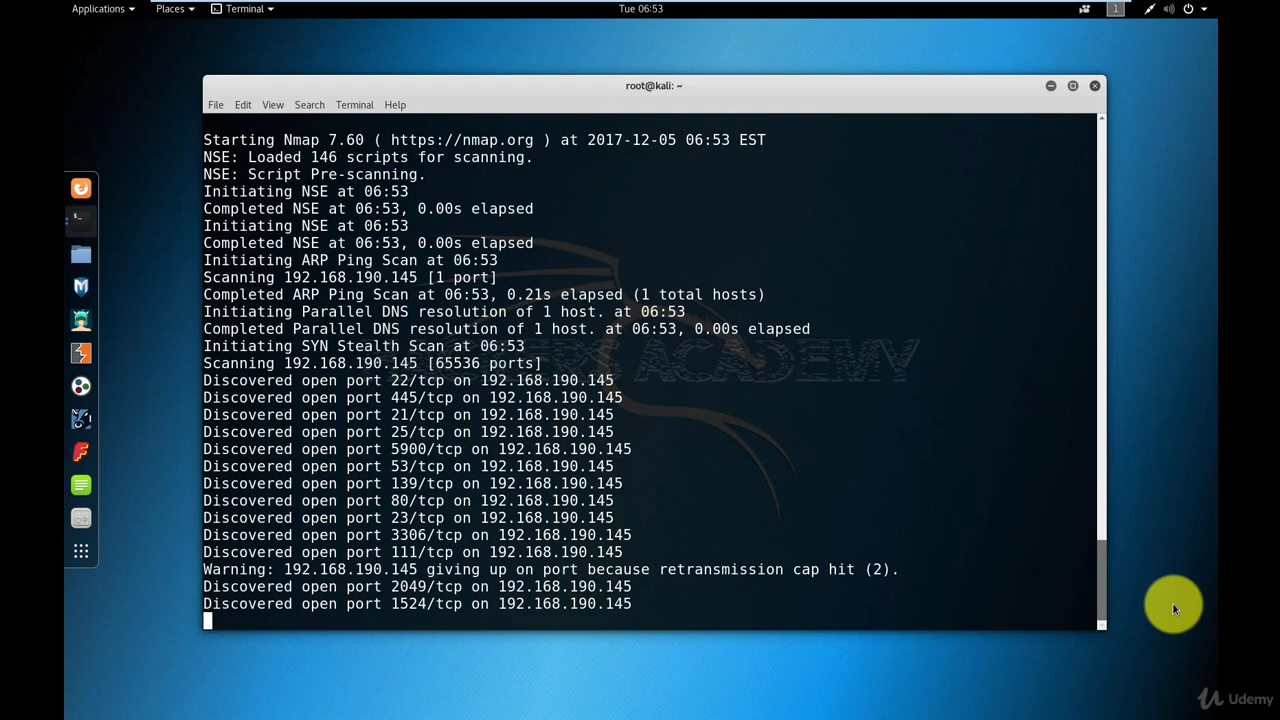 Applications Places Terminal Tue 06:53 1
root@kali: ~
File Edit View Search Terminal Help
Starting Nmap 7.60 ( https://nmap.org ) at 2017-12-05 06:53 EST
NSE: Loaded 146 scripts for scanning.
NSE: Script Pre-scanning.
Initiating NSE at 06:53
Completed NSE at 06:53, 0.00s elapsed
Initiating NSE at 06:53
Completed NSE at 06:53, 0.00s elapsed
Initiating ARP Ping Scan at 06:53
Scanning 192.168.190.145 [1 port]
Completed ARP Ping Scan at 06:53, 0.21s elapsed (1 total hosts)
Initiating Parallel DNS resolution of 1 host. at 06:53
Completed Parallel DNS resolution of 1 host. at 06:53, 0.00s elapsed
Initiating SYN Stealth Scan at 06:53
Scanning 192.168.190.145 [65536 ports]
ACADEMY
Discovered open port 22/tcp on 192.168.190.145
Discovered open port 445/tcp on 192.168.190.145
Discovered open port 21/tcp on 192.168.190.145
Discovered open port 25/tcp on 192.168.190.145
Discovered open port 5900/tcp on 192.168.190.145
Discovered open port 53/tcp on 192.168.190.145
Discovered open port 139/tcp on 192.168.190.145
Discovered open port 80/tcp on 192.168.190.145
Discovered open port 23/tcp on 192.168.190.145
Discovered open port 3306/tcp on 192.168.190.145
Discovered open port 111/tcp on 192.168.190.145
Warning: 192.168.190.145 giving up on port because retransmission cap hit (2).
Discovered open port 2049/tcp on 192.168.190.145
Discovered open port 1524/tcp on 192.168.190.145
Udemy